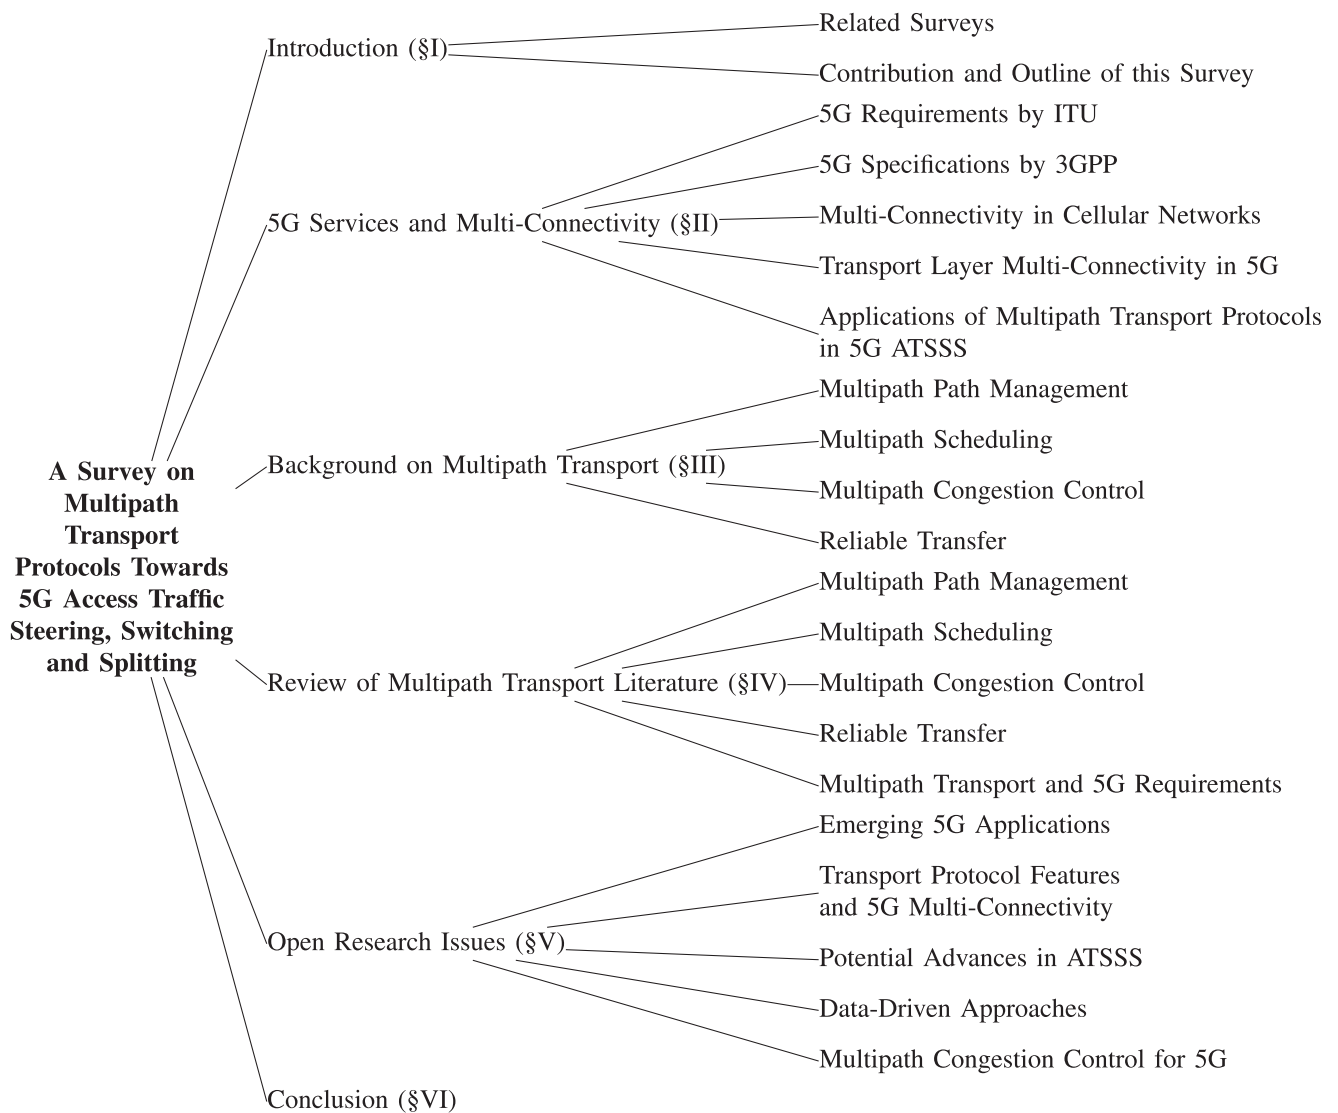 A Survey on
Multipath
Transport
Protocols Towards
5G Access Traffic
Steering, Switching
and Splitting
Introduction (§I)
Related Surveys
Contribution and Outline of this Survey
5G Services and Multi-Connectivity (§II)
5G Requirements by ITU
5G Specifications by 3GPP
Multi-Connectivity in Cellular Networks
Transport Layer Multi-Connectivity in 5G
Applications of Multipath Transport Protocols
in 5G ATSSS
Background on Multipath Transport (§III)
Multipath Path Management
Multipath Scheduling
Multipath Congestion Control
Reliable Transfer
Review of Multipath Transport Literature (§IV)
Multipath Path Management
Multipath Scheduling
Multipath Congestion Control
Reliable Transfer
Multipath Transport and 5G Requirements
Open Research Issues (§V)
Emerging 5G Applications
Transport Protocol Features
and 5G Multi-Connectivity
Potential Advances in ATSSS
Data-Driven Approaches
Multipath Congestion Control for 5G
Conclusion (§VI)